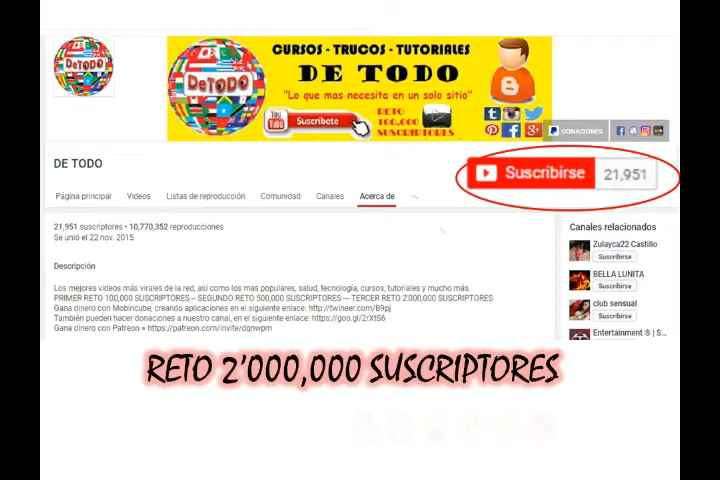 DeTODO
DeTODO
CURSOS - TRUCOS - TUTORIALES
DE TODO
"Lo que mas necesita en un solo sitio"
You Tube
Suscríbete
RETO
100,000
SUSCRIPTORES
DONACIONES
DE TODO
Suscribirse 21,951
Página principal Videos Listas de reproducción Comunidad Canales Acerca de
21,951 suscriptores • 10,770,352 reproducciones
Se unió el 22 nov. 2015
Descripción
Los mejores videos más virales de la red, así como los mas populares, salud, tecnología, cursos, tutoriales y mucho más.
PRIMER RETO 100,000 SUSCRIPTORES -- SEGUNDO RETO 500,000 SUSCRIPTORES --- TERCER RETO 2'000,000 SUSCRIPTORES
Gana dinero con Mobincube, creando aplicaciones en el siguiente enlace: http://twineer.com/B9pj
También pueden hacer donaciones a nuestro canal, en el siguiente enlace: https://goo.gl/2rXtS6
Gana dinero con Patreon = https://patreon.com/invite/dqnwpm
Canales relacionados
Zulayca22 Castillo
Suscribirse
BELLA LUNITA
Suscribirse
club sensual
Suscribirse
Entertainment ® | S...
RETO 2'000,000 SUSCRIPTORES